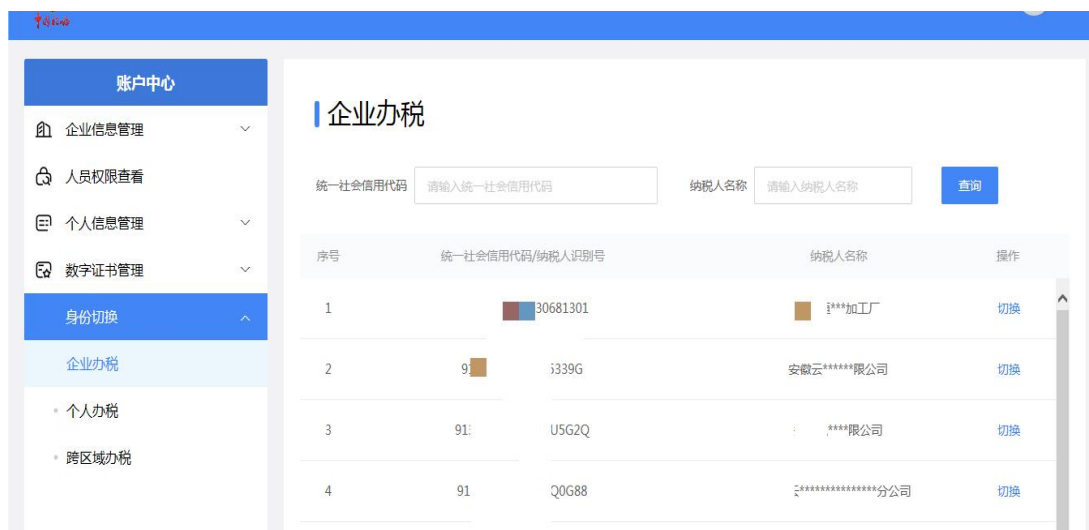 账户中心
企业信息管理
人员权限查看
个人信息管理
数字证书管理
身份切换
企业办税
个人办税
跨区域办税
企业办税
统一社会信用代码 请输入统一社会信用代码 纳税人名称 请输入纳税人名称 查询
序号 统一社会信用代码/纳税人识别号 纳税人名称 操作
1 30681301 ***加工厂 切换
2 91 5339G 安徽云******限公司 切换
3 91 U5G2Q ****限公司 切换
4 91 Q0G88 ***************分公司 切换